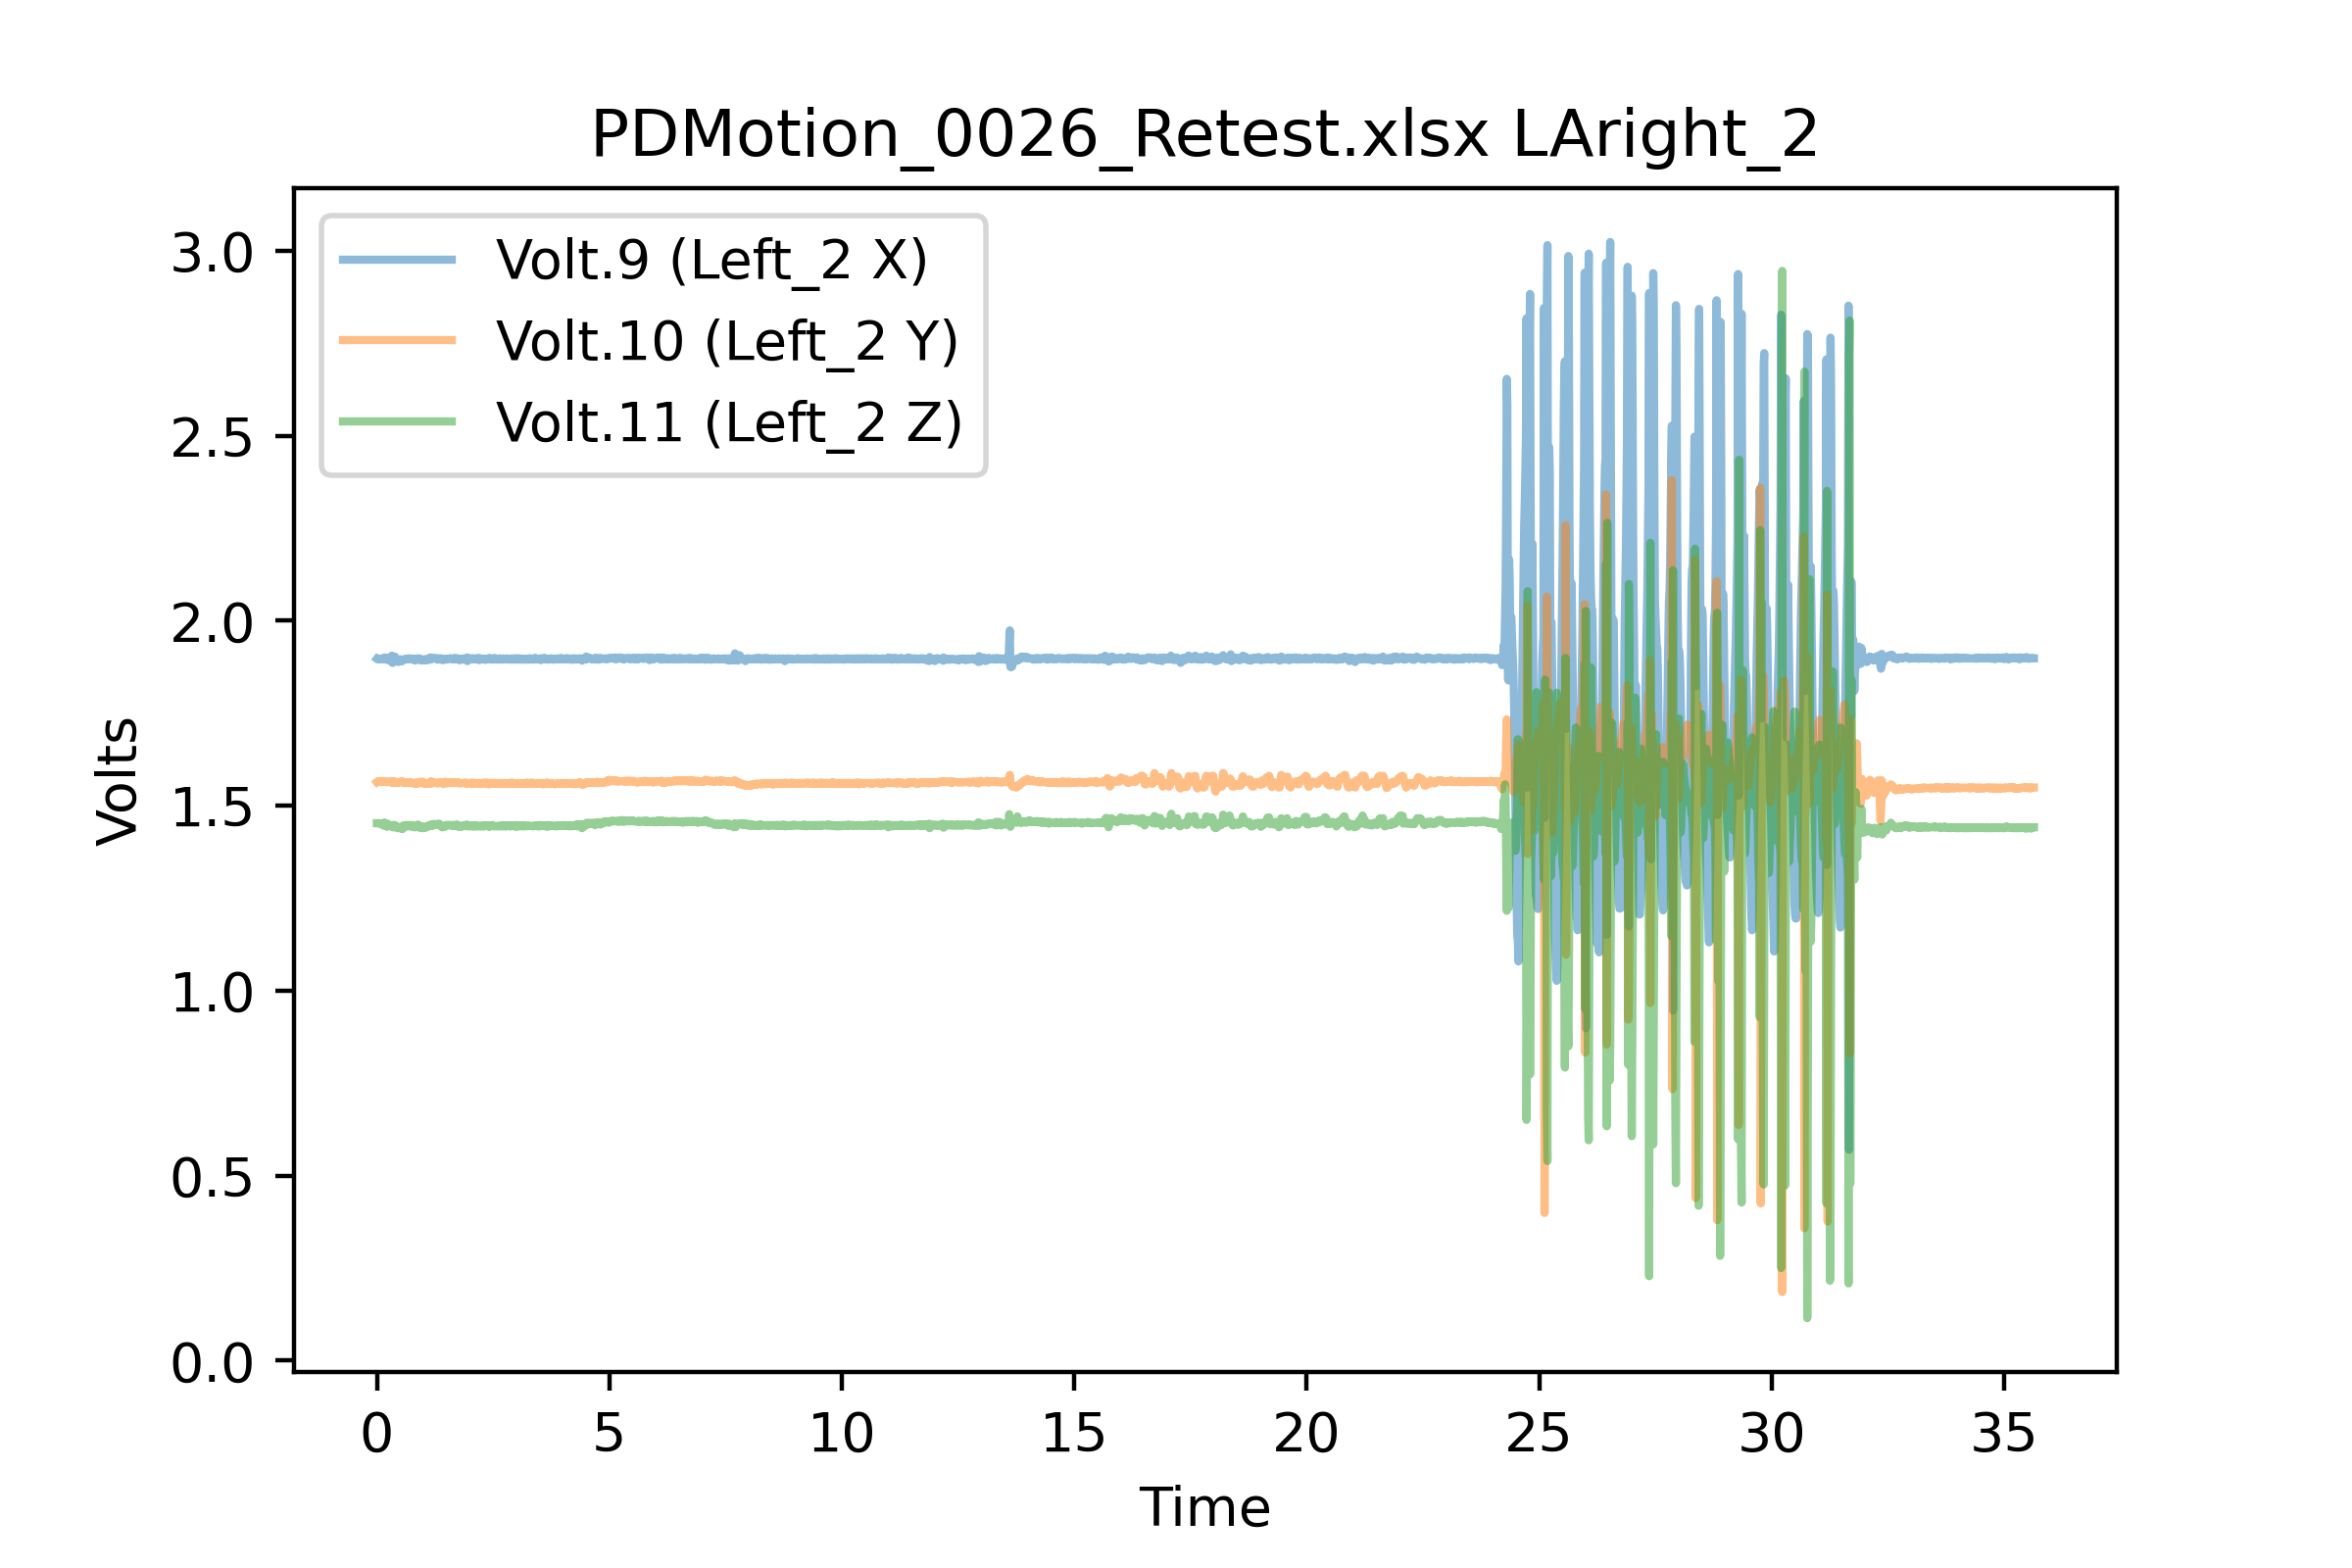 PDMotion_0026_Retest.xlsx LAright_2
Volt.9 (Left_2 X)
Volt.10 (Left_2 Y)
Volt.11 (Left_2 Z)
3.0
2.5
2.0
1.5
1.0
0.5
0.0
Volts
0 5 10 15 20 25 30 35
Time